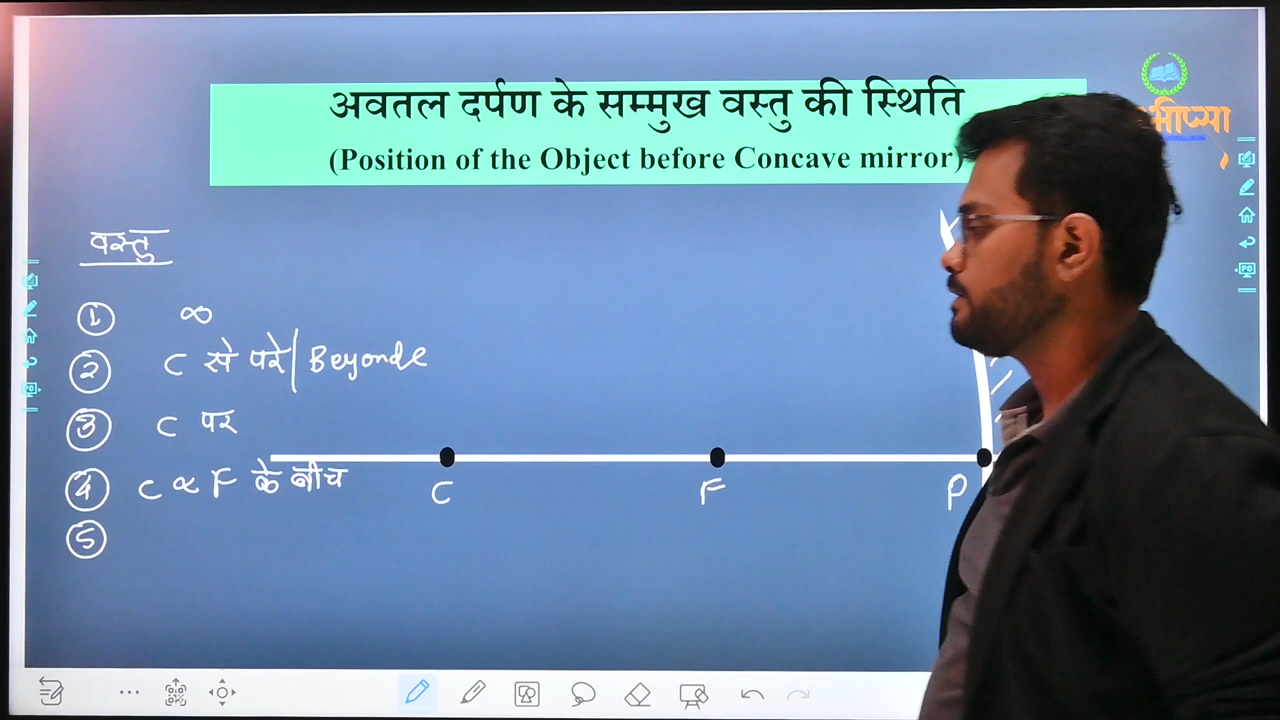 अवतल दर्पण के सम्मुख वस्तु की स्थिति
(Position of the Object before Concave mirror)
वस्तु
① ∞
② C से परे | Beyonde
③ C पर
④ C & F के बीच
⑤
C F P